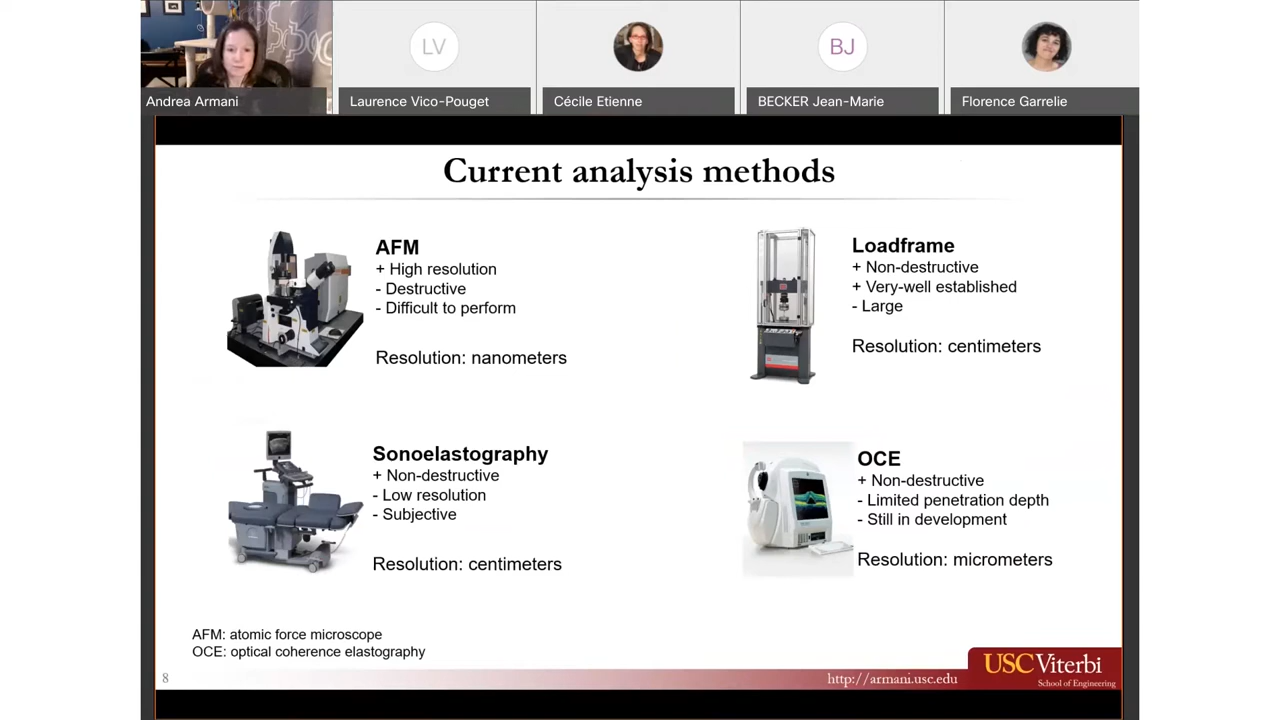 LV
BJ
Andrea Armani
Laurence Vico-Pouget
Cécile Etienne
BECKER Jean-Marie
Florence Garrelie
Current analysis methods
AFM
+ High resolution
- Destructive
- Difficult to perform
Resolution: nanometers
Loadframe
+ Non-destructive
+ Very-well established
- Large
Resolution: centimeters
Sonoelastography
+ Non-destructive
- Low resolution
- Subjective
Resolution: centimeters
OCE
+ Non-destructive
- Limited penetration depth
- Still in development
Resolution: micrometers
AFM: atomic force microscope
OCE: optical coherence elastography
8
http://armani.usc.edu
USC Viterbi
School of Engineering